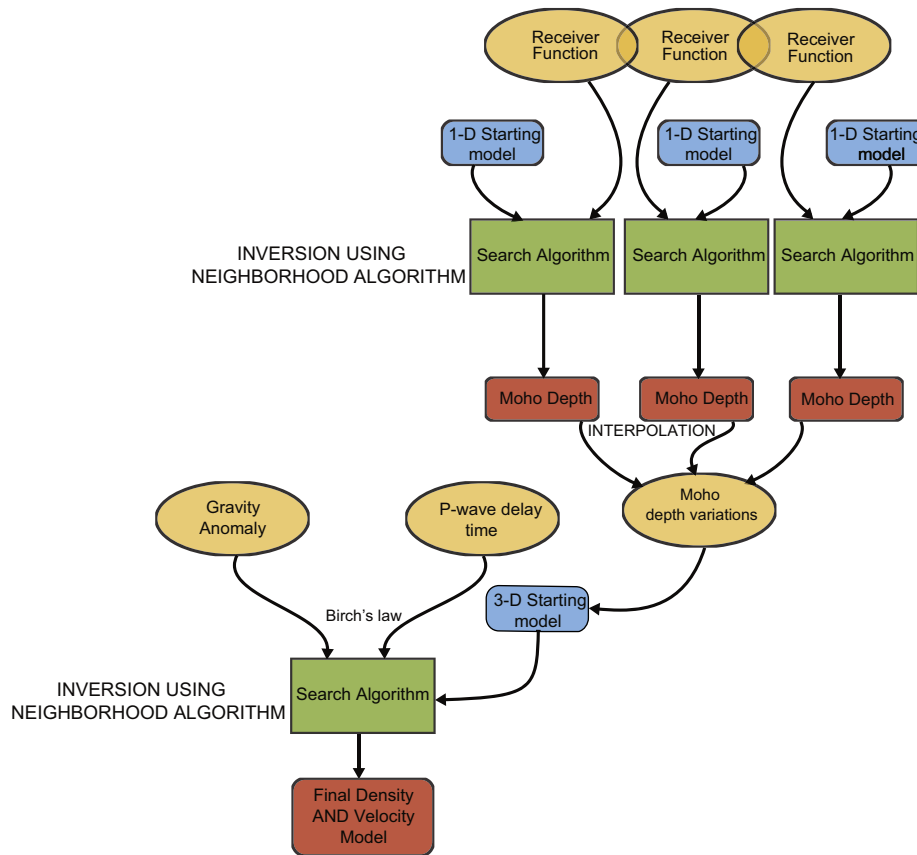 Receiver
Function
Receiver
Function
Receiver
Function
1-D Starting
model
1-D Starting
model
1-D Starting
model
INVERSION USING
NEIGHBORHOOD ALGORITHM
Search Algorithm
Search Algorithm
Search Algorithm
Moho Depth
Moho Depth
Moho Depth
INTERPOLATION
Moho
depth variations
Gravity
Anomaly
P-wave delay
time
3-D Starting
model
Birch's law
INVERSION USING
NEIGHBORHOOD ALGORITHM
Search Algorithm
Final Density
AND Velocity
Model